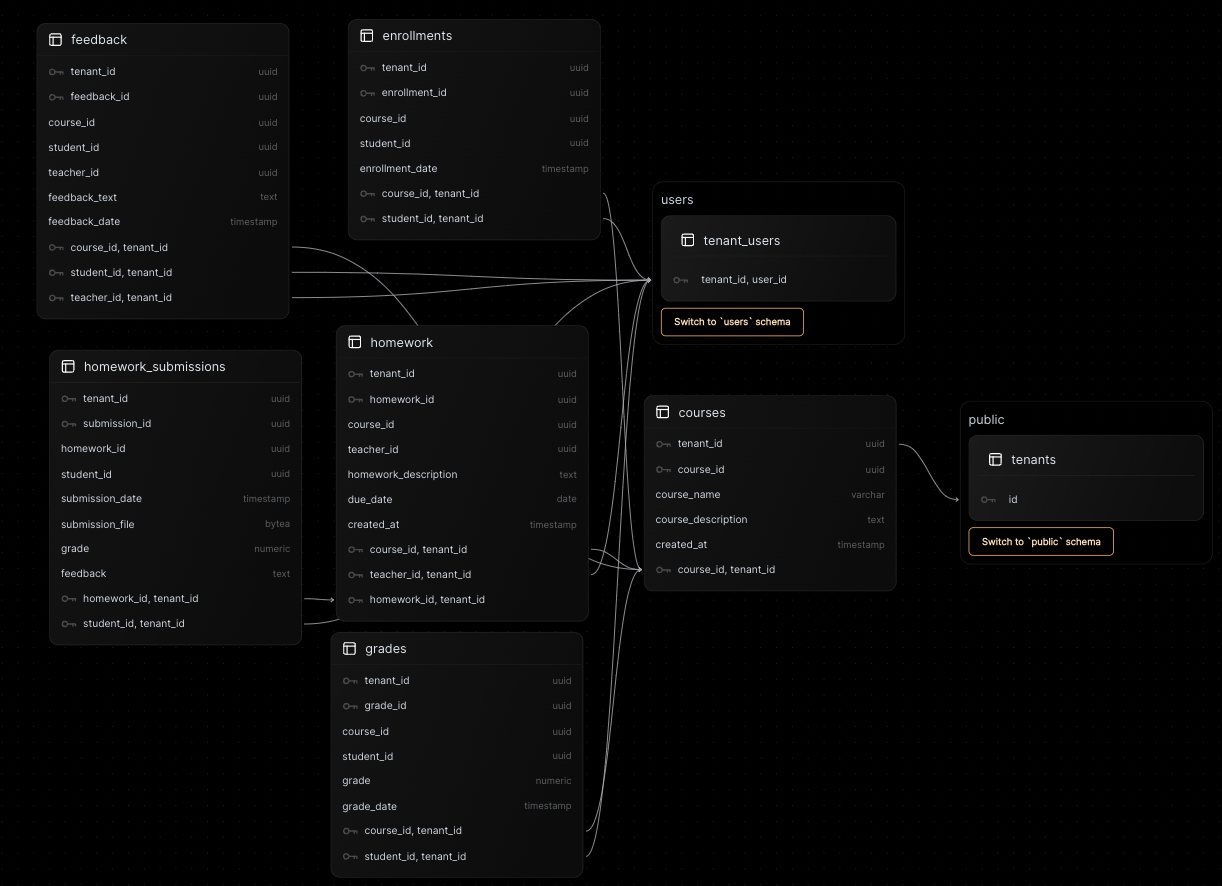 feedback
tenant_id uuid
feedback_id uuid
course_id uuid
student_id uuid
teacher_id uuid
feedback_text text
feedback_date timestamp
course_id, tenant_id
student_id, tenant_id
teacher_id, tenant_id
enrollments
tenant_id uuid
enrollment_id uuid
course_id uuid
student_id uuid
enrollment_date timestamp
course_id, tenant_id
student_id, tenant_id
users
tenant_users
tenant_id, user_id
Switch to `users` schema
homework_submissions
tenant_id uuid
submission_id uuid
homework_id uuid
student_id uuid
submission_date timestamp
submission_file bytea
grade numeric
feedback text
homework_id, tenant_id
student_id, tenant_id
homework
tenant_id uuid
homework_id uuid
course_id uuid
teacher_id uuid
homework_description text
due_date date
created_at timestamp
course_id, tenant_id
teacher_id, tenant_id
homework_id, tenant_id
courses
tenant_id uuid
course_id uuid
course_name varchar
course_description text
created_at timestamp
course_id, tenant_id
public
tenants
id
Switch to `public` schema
grades
tenant_id uuid
grade_id uuid
course_id uuid
student_id uuid
grade numeric
grade_date timestamp
course_id, tenant_id
student_id, tenant_id